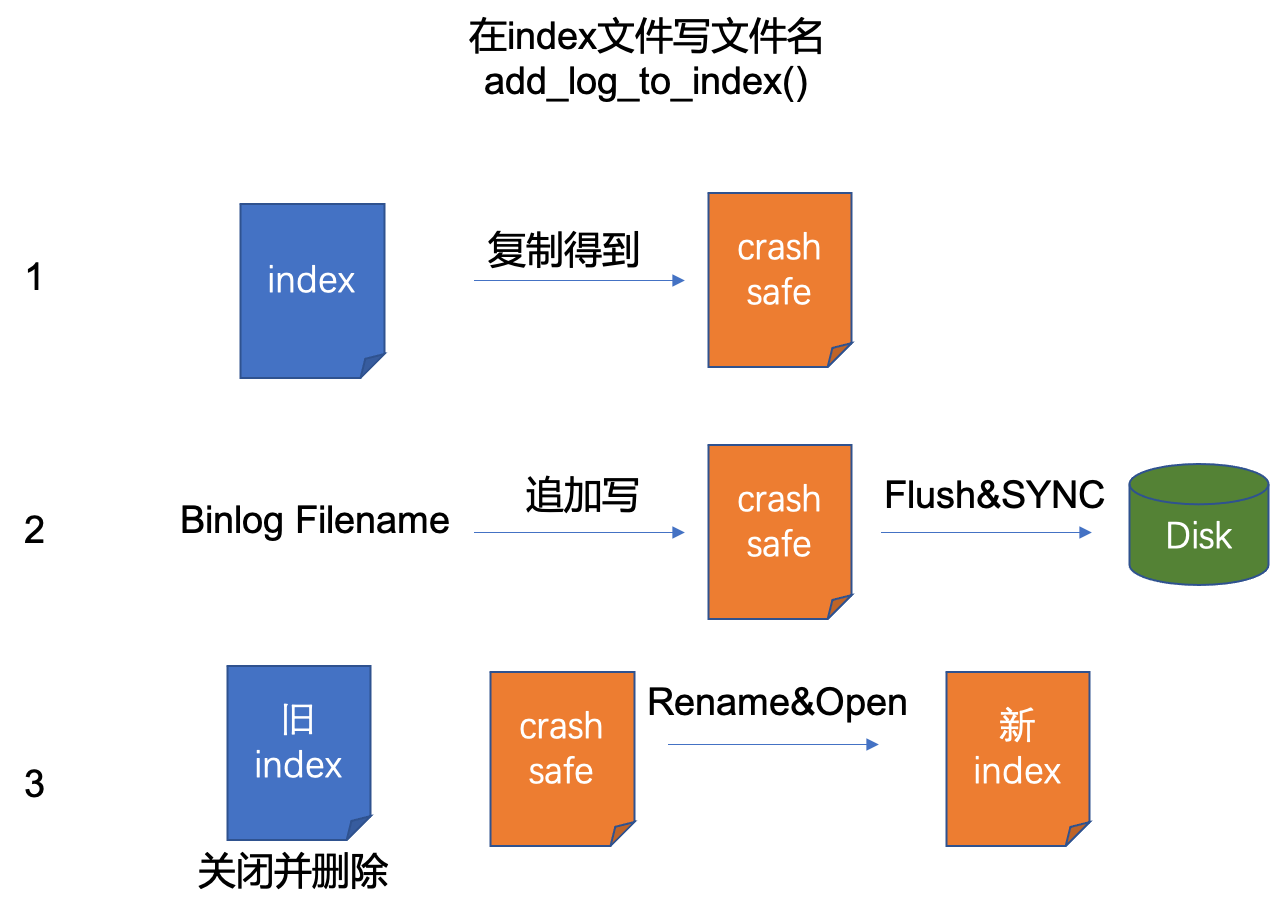 在index文件写文件名
add_log_to_index()
1
index
复制得到
crash
safe
2
Binlog Filename
追加写
crash
safe
Flush&SYNC
Disk
3
旧
index
关闭并删除
crash
safe
Rename&Open
新
index